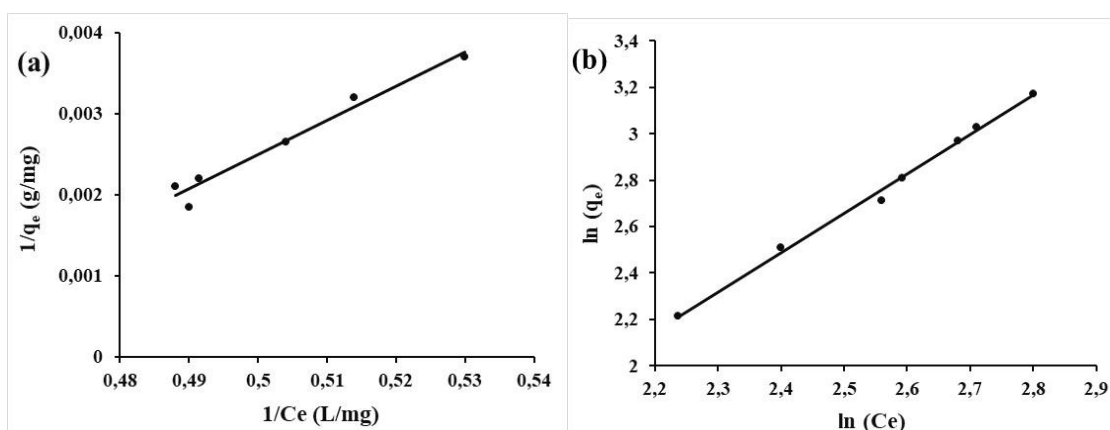 (a)
0,004
0,003
0,002
0,001
0
0,48 0,49 0,5 0,51 0,52 0,53 0,54
1/qe (g/mg)
1/Ce (L/mg)
(b)
3,4
3,2
3
2,8
2,6
2,4
2,2
2
2,2 2,3 2,4 2,5 2,6 2,7 2,8 2,9
ln (qe)
ln (Ce)